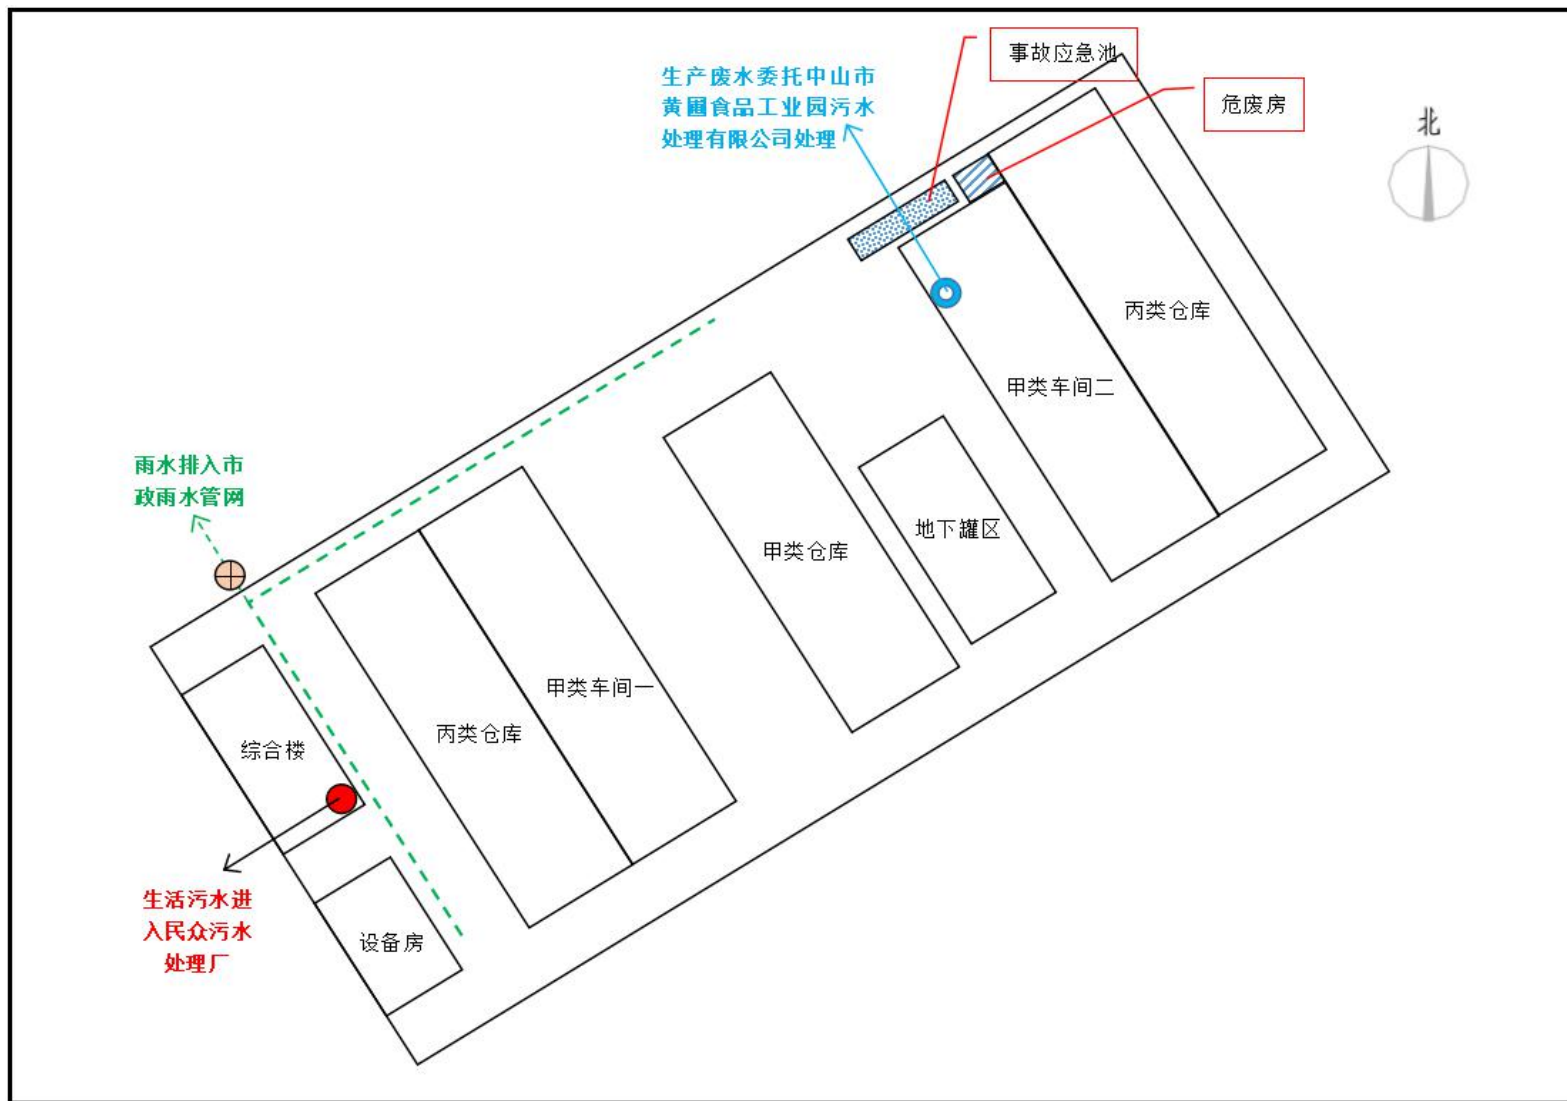 事故应急池
生产废水委托中山市
黄圃食品工业园污水
处理有限公司处理
危废房
北
丙类仓库
甲类车间二
雨水排入市
政雨水管网
地下罐区
甲类仓库
甲类车间一
丙类仓库
综合楼
生活污水进
入民众污水
处理厂
设备房